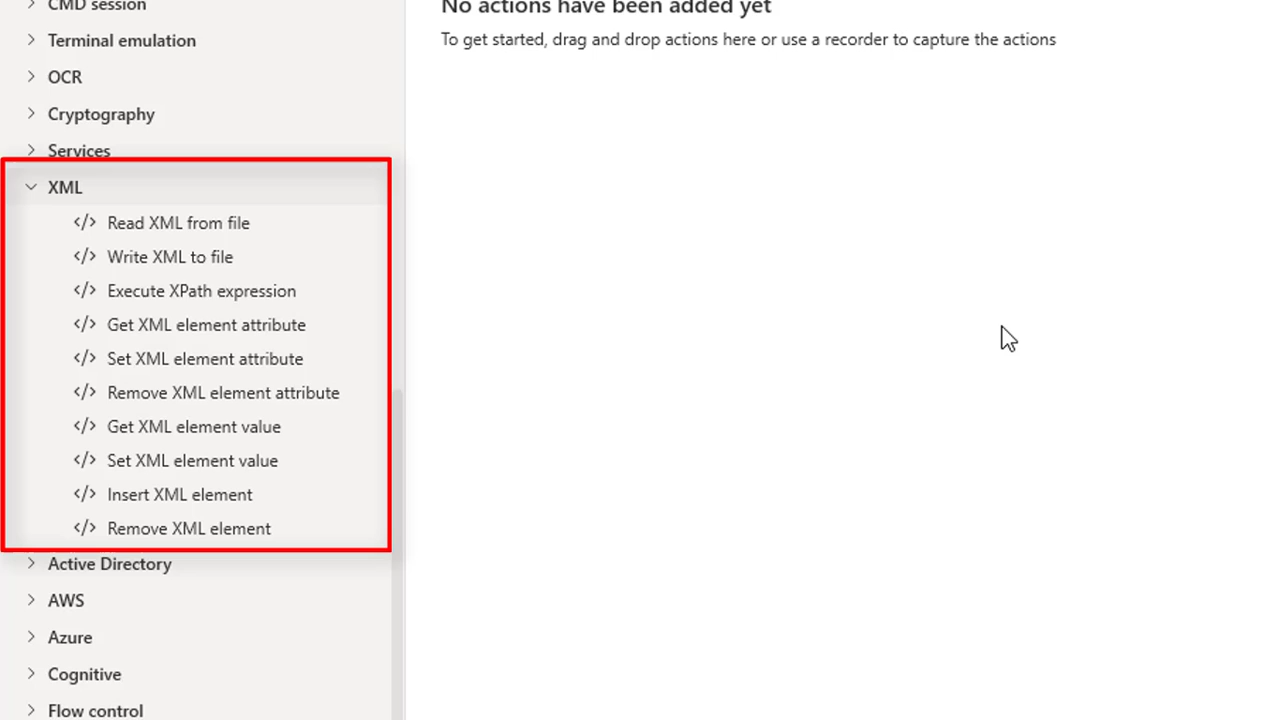 CMD session
Terminal emulation
OCR
Cryptography
Services
XML
</> Read XML from file
</> Write XML to file
</> Execute XPath expression
</> Get XML element attribute
</> Set XML element attribute
</> Remove XML element attribute
</> Get XML element value
</> Set XML element value
</> Insert XML element
</> Remove XML element
Active Directory
AWS
Azure
Cognitive
Flow control
No actions have been added yet
To get started, drag and drop actions here or use a recorder to capture the actions